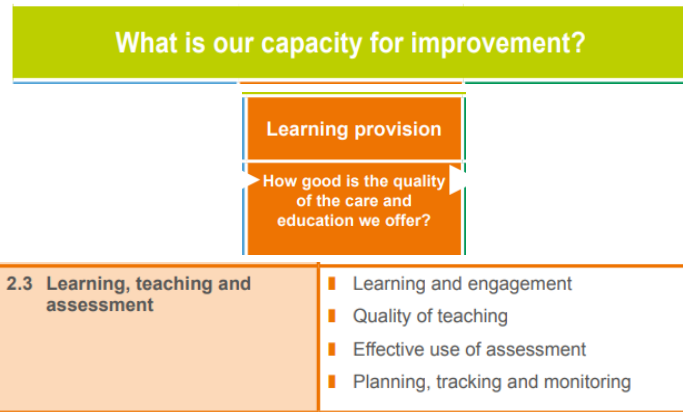 What is our capacity for improvement?
Learning provision
How good is the quality
of the care and
education we offer?
2.3 Learning, teaching and
assessment
Learning and engagement
Quality of teaching
Effective use of assessment
Planning, tracking and monitoring